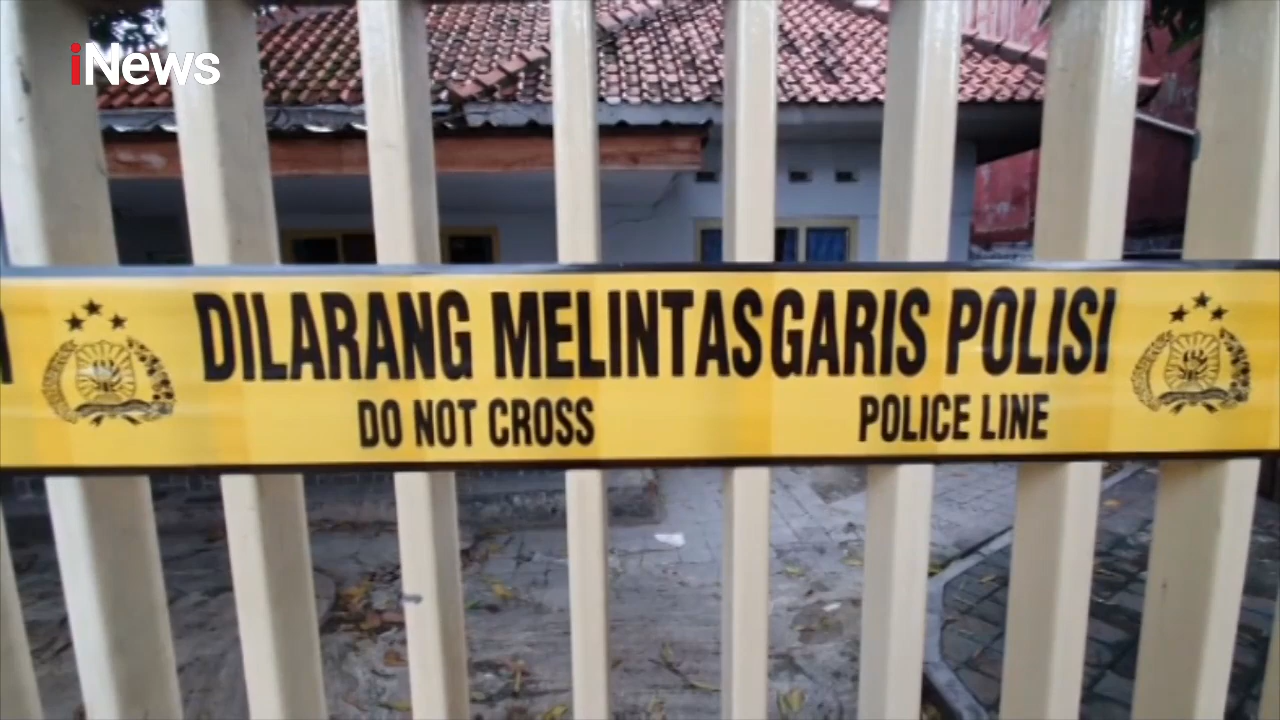 iNews
DILARANG MELINTAS GARIS POLISI
DO NOT CROSS POLICE LINE